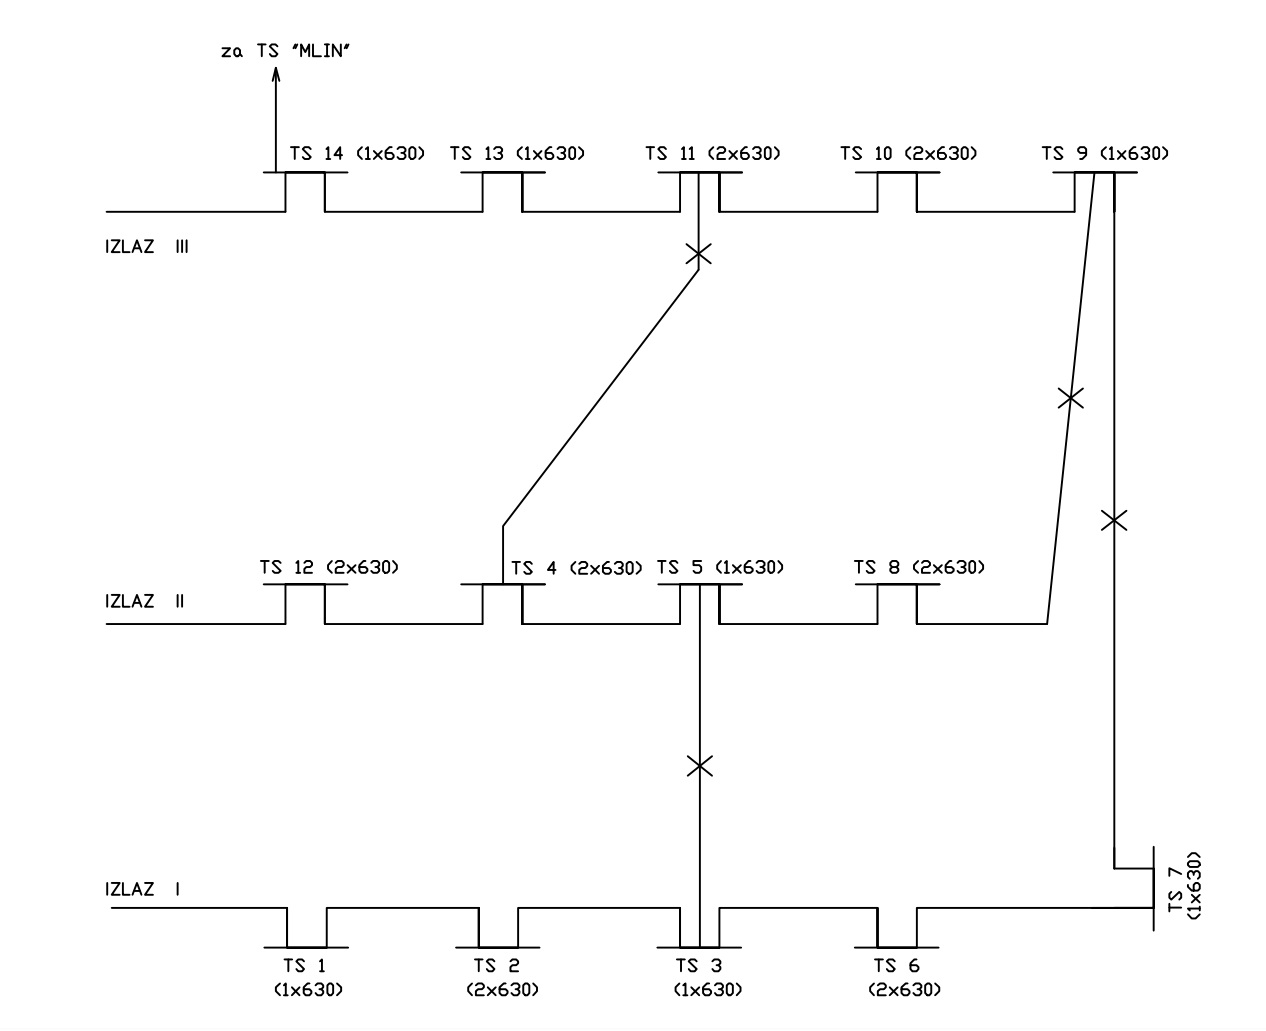 za TS "MLIN"
TS 14 (1x630)
TS 13 (1x630)
TS 11 (2x630)
TS 10 (2x630)
TS 9 (1x630)
IZLAZ III
TS 12 (2x630)
TS 4 (2x630)
TS 5 (1x630)
TS 8 (2x630)
IZLAZ II
IZLAZ I
TS 7
(1x630)
TS 1
(1x630)
TS 2
(2x630)
TS 3
(1x630)
TS 6
(2x630)